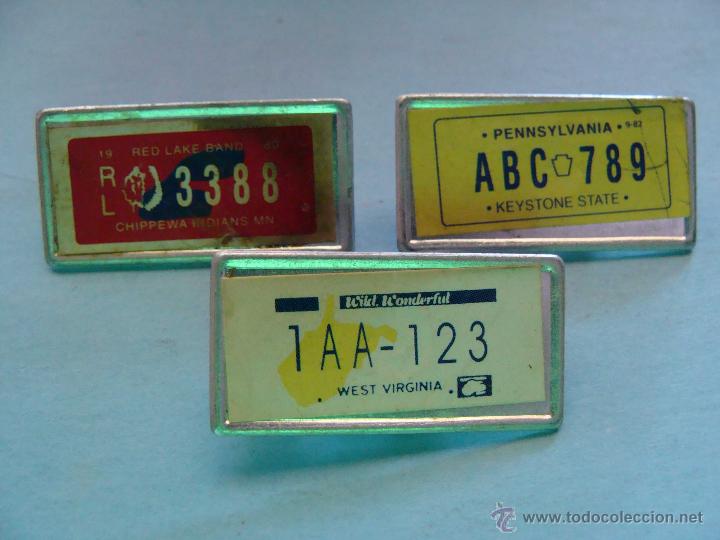 19 RED LAKE BAND 80
RL 3388
CHIPPEWA INDIANS MN
• PENNSYLVANIA • 9-82
ABC 789
• KEYSTONE STATE •
Wild, Wonderful
1AA-123
• WEST VIRGINIA •
© www.todocoleccion.net